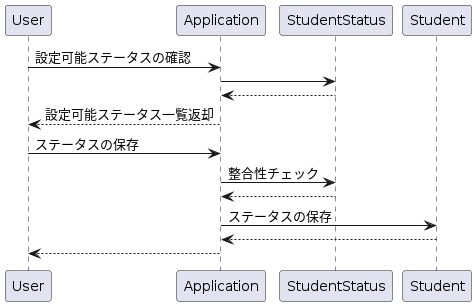 User Application StudentStatus Student
設定可能ステータスの確認
設定可能ステータス一覧返却
ステータスの保存
整合性チェック
ステータスの保存
User Application StudentStatus Student